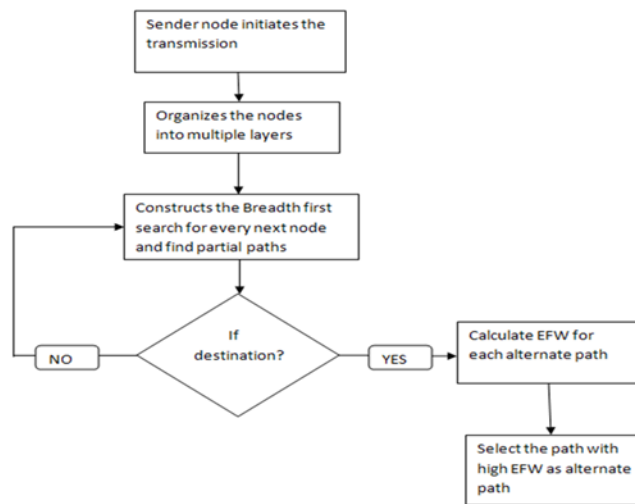 Sender node initiates the
transmission
Organizes the nodes
into multiple layers
Constructs the Breadth first
search for every next node
and find partial paths
If
destination?
NO
YES
Calculate EFW for
each alternate path
Select the path with
high EFW as alternate
path